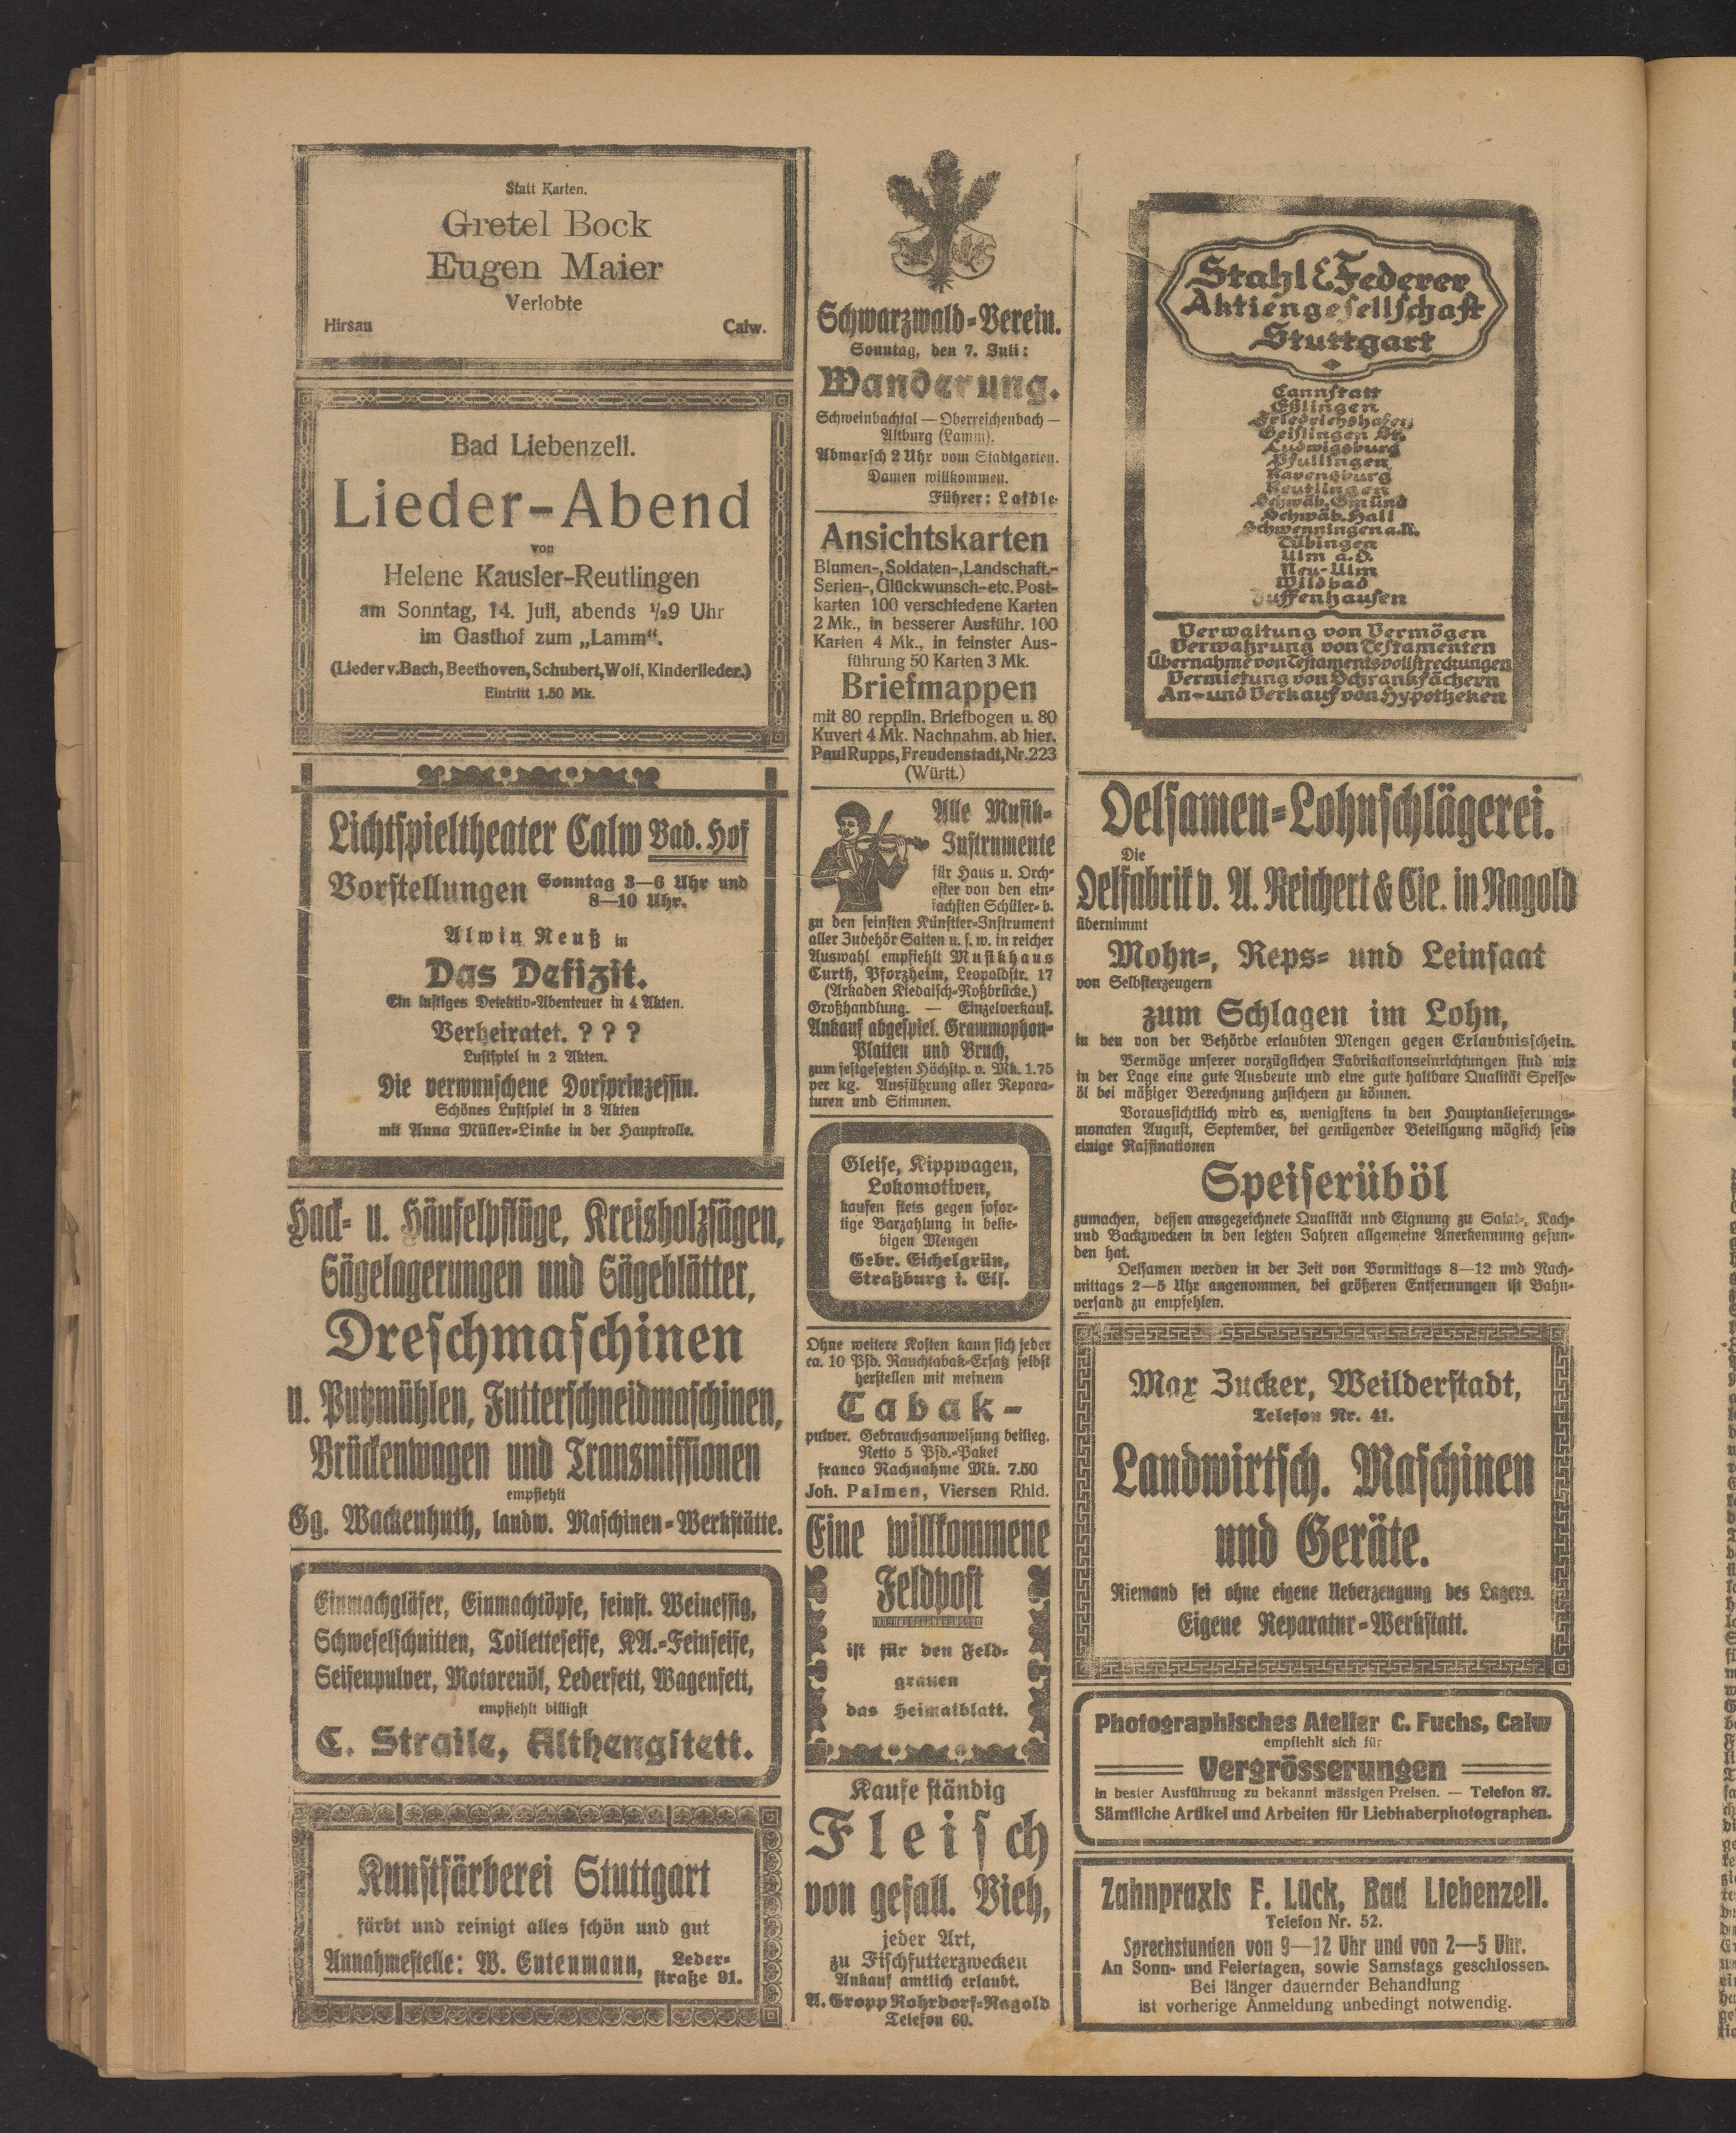 Statt Karten.
Gretel Bock
Eugen Maier
Verlobte
Hirsau Calw.
Bad Liebenzell.
Lieder-Abend
von
Helene Kausler-Reutlingen
am Sonntag, 14. Juli, abends ½9 Uhr
im Gasthof zum „Lamm“.
(Lieder v. Bach, Beethoven, Schubert, Wolf, Kinderlieder.)
Eintritt 1.50 Mk.
Lichtspieltheater Calw Bad. Hof
Vorstellungen Sonntag 3—6 Uhr und
8—10 Uhr.
Alwin Neuß in
Das Defizit.
Ein lustiges Detektiv-Abenteuer in 4 Akten.
Verheiratet. ? ? ?
Lustspiel in 2 Akten.
Die verwunschene Dorfprinzessin.
Schönes Lustspiel in 3 Akten
mit Anna Müller-Linke in der Hauptrolle.
Hack- u. Häufelpflüge, Kreisholzsägen,
Sägelagerungen und Sägeblätter,
Dreschmaschinen
u. Putzmühlen, Futterschneidmaschinen,
Brückenwagen und Transmissionen
empfiehlt
Gg. Wackenhuth, landw. Maschinen-Werkstätte.
Einmachgläser, Einmachtöpfe, feinst. Weinessig,
Schwefelschnitten, Toiletteseife, KA.-Feinseife,
Seifenpulver, Motorenöl, Lederfett, Wagenfett,
empfiehlt billigst
C. Straile, Althengstett.
Kunstfärberei Stuttgart
färbt und reinigt alles schön und gut
Annahmestelle: W. Entenmann, Leder-
straße 91.
Schwarzwald-Verein.
Sonntag, den 7. Juli:
Wanderung.
Schweinbachtal — Oberreichenbach —
Altburg (Lamm).
Abmarsch 2 Uhr vom Stadtgarten.
Damen willkommen.
Führer: Laible
Ansichtskarten
Blumen-, Soldaten-, Landschaft.-
Serien-, Glückwunsch- etc. Post-
karten 100 verschiedene Karten
2 Mk., in besserer Ausführ. 100
Karten 4 Mk., in feinster Aus-
führung 50 Karten 3 Mk.
Briefmappen
mit 80 repplin. Briefbogen u. 80
Kuvert 4 Mk. Nachnahm. ab hier.
Paul Rupps, Freudenstadt, Nr. 223
(Württ.)
Alle Musik-
Instrumente
für Haus u. Orch-
ester von den ein-
fachsten Schüler- b.
zu den feinsten Künstler-Instrument
aller Zubehör Saiten u. s. w. in reicher
Auswahl empfiehlt Musikhaus
Curth, Pforzheim, Leopoldstr. 17
(Arkaden Kiedaisch-Roßbrücke.)
Großhandlung. — Einzelverkauf.
Ankauf abgespiel. Grammophon-
Platten und Bruch,
zum festgesetzten Höchstp. v. Mk. 1.75
per kg. Ausführung aller Repara-
turen und Stimmen.
Gleise, Kippwagen,
Lokomotiven,
kaufen stets gegen sofor-
tige Barzahlung in belie-
bigen Mengen
Gebr. Eichelgrün,
Straßburg i. Els.
Ohne weitere Kosten kann sich jeder
ca. 10 Pfd. Rauchtabak-Ersatz selbst
herstellen mit meinem
Tabak-
pulver. Gebrauchsanweisung beilieg.
Netto 5 Pfd.-Paket
franco Nachnahme Mk. 7.50
Joh. Palmen, Viersen Rhld.
Eine willkommene
Feldpost
ist für den Feld-
grauen
das Heimatblatt.
Kaufe ständig
Fleisch
von gefall. Vieh,
jeder Art,
zu Fischfutterzwecken
Ankauf amtlich erlaubt.
A. Gropp Rohrdorf-Nagold
Telefon 60.
Stahl & Federer
Aktiengesellschaft
Stuttgart
Cannstatt
Eßlingen
Friedrichshafen
Geislingen St.
Ludwigsburg
Pfullingen
Ravensburg
Reutlingen
Schwäb. Gmünd
Schwäb. Hall
Schwenningen a. N.
Tübingen
Ulm a. D.
Neu-Ulm
Wildbad
Zuffenhausen
Verwaltung von Vermögen
Verwahrung von Testamenten
Übernahme von Testamentsvollstreckungen
Vermietung von Schrankfächern
An- und Verkauf von Hypotheken
Oelsamen-Lohnschlägerei.
Die
Oelfabrik v. A. Reichert & Cie. in Nagold
übernimmt
Mohn-, Reps- und Leinsaat
von Selbsterzeugern
zum Schlagen im Lohn,
in den von der Behörde erlaubten Mengen gegen Erlaubnisschein.
Vermöge unserer vorzüglichen Fabrikationseinrichtungen sind wir
in der Lage eine gute Ausbeute und eine gute haltbare Qualität Speise-
öl bei mäßiger Berechnung zusichern zu können.
Voraussichtlich wird es, wenigstens in den Hauptanlieferungs-
monaten August, September, bei genügender Beteiligung möglich sein
einige Raffinationen
Speiserüböl
zumachen, dessen ausgezeichnete Qualität und Eignung zu Salat-, Koch-
und Backzwecken in den letzten Jahren allgemeine Anerkennung gefun-
den hat.
Oelsamen werden in der Zeit von Vormittags 8—12 und Nach-
mittags 2—5 Uhr angenommen, bei größeren Entfernungen ist Bahn-
versand zu empfehlen.
Max Zucker, Weilderstadt,
Telefon Nr. 41.
Landwirtsch. Maschinen
und Geräte.
Niemand sei ohne eigene Ueberzeugung des Lagers.
Eigene Reparatur-Werkstatt.
Photographisches Atelier C. Fuchs, Calw
empfiehlt sich für
Vergrösserungen
in bester Ausführung zu bekannt mässigen Preisen. — Telefon 87.
Sämtliche Artikel und Arbeiten für Liebhaberphotographen.
Zahnpraxis F. Lück, Bad Liebenzell.
Telefon Nr. 52.
Sprechstunden von 9—12 Uhr und von 2—5 Uhr.
An Sonn- und Feiertagen, sowie Samstags geschlossen.
Bei länger dauernder Behandlung
ist vorherige Anmeldung unbedingt notwendig.